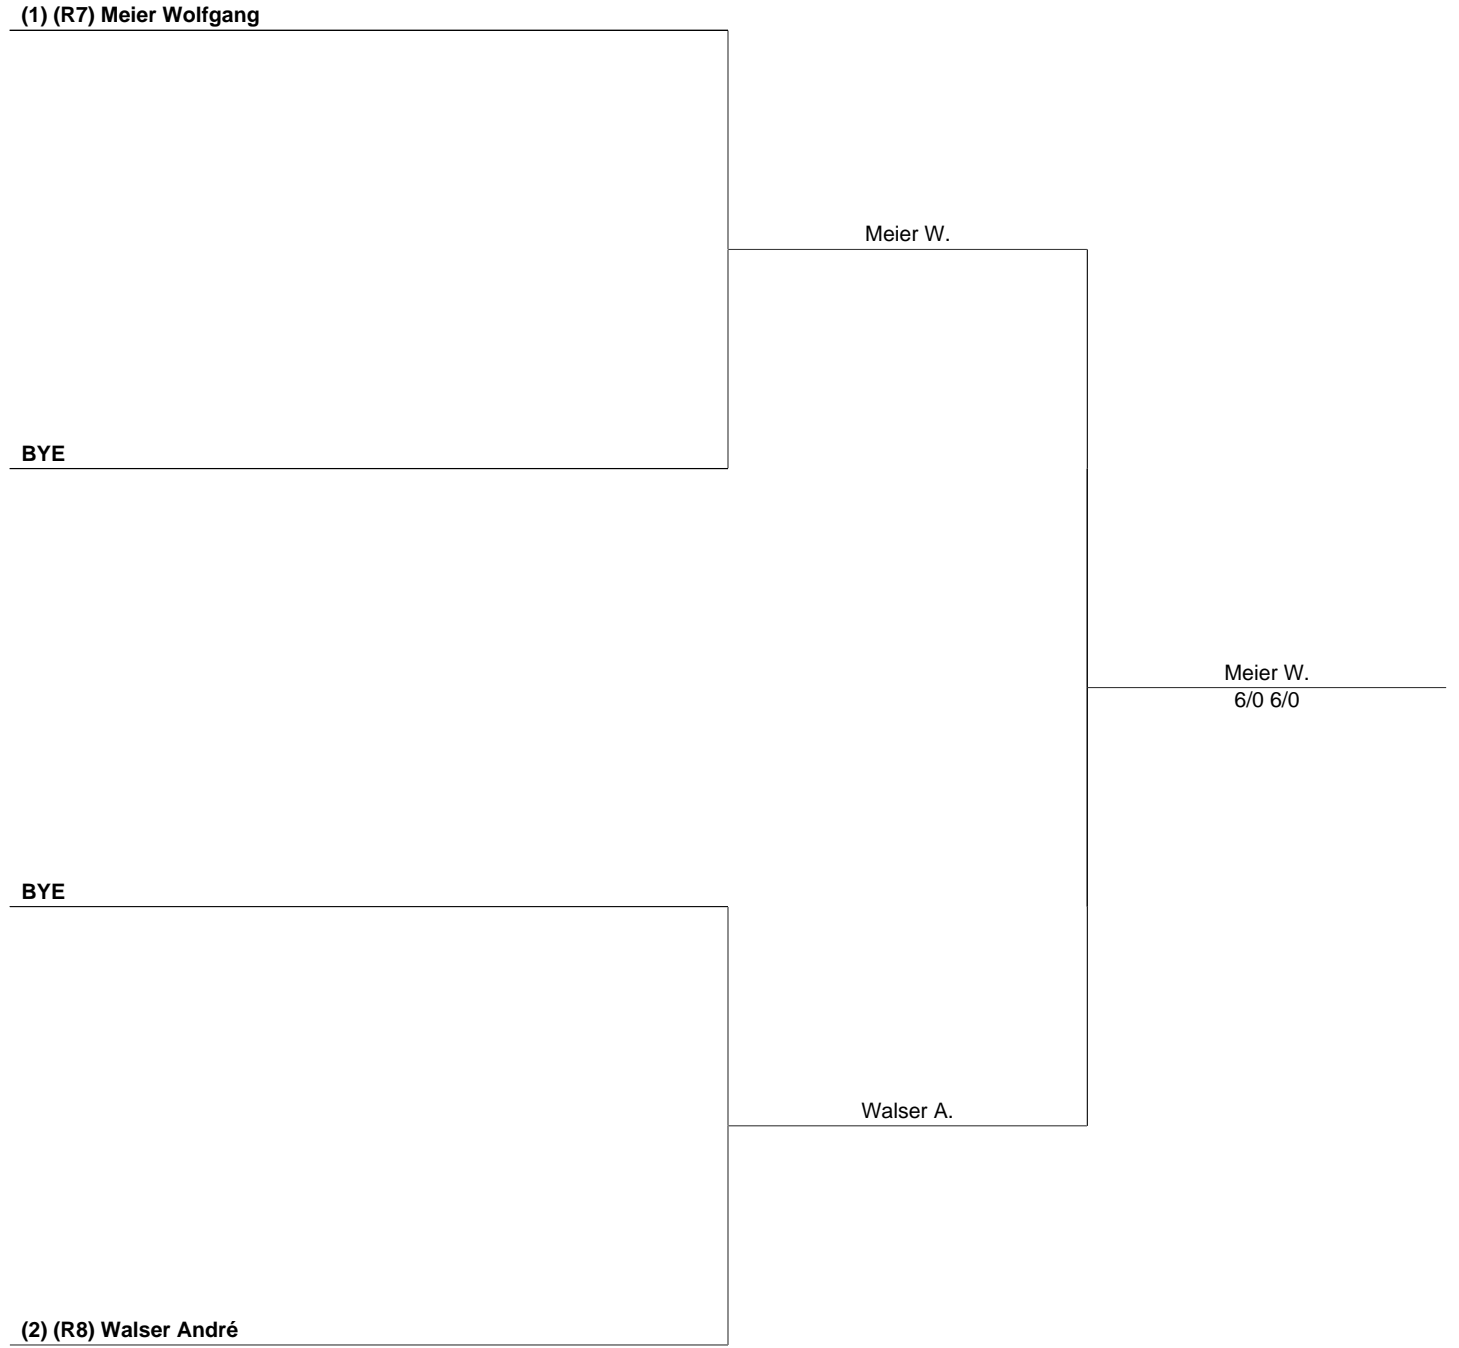 (1) (R7) Meier Wolfgang
Meier W.
BYE
Meier W.
6/0 6/0
BYE
Walser A.
(2) (R8) Walser André